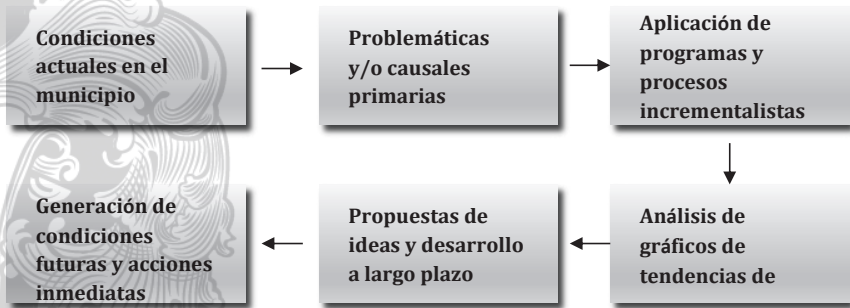 Condiciones
actuales en el
municipio
Problemáticas
y/o causales
primarias
Aplicación de
programas y
procesos
incrementalistas
Análisis de
gráficos de
tendencias de
Propuestas de
ideas y desarrollo
a largo plazo
Generación de
condiciones
futuras y acciones
inmediatas